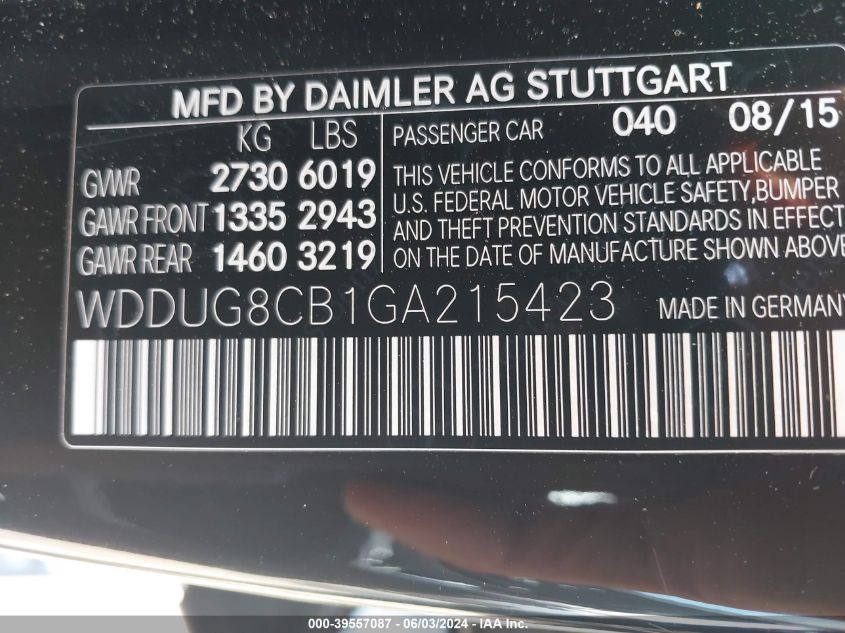 MFD BY DAIMLER AG STUTTGART
KG LBS
GVWR 2730 6019
GAWR FRONT 1335 2943
GAWR REAR 1460 3219
PASSENGER CAR 040 08/15
THIS VEHICLE CONFORMS TO ALL APPLICABLE
U.S. FEDERAL MOTOR VEHICLE SAFETY, BUMPER
AND THEFT PREVENTION STANDARDS IN EFFECT
ON THE DATE OF MANUFACTURE SHOWN ABOVE
WDDUG8CB1GA215423 MADE IN GERMANY
000-39557087 - 06/03/2024 - IAA Inc.